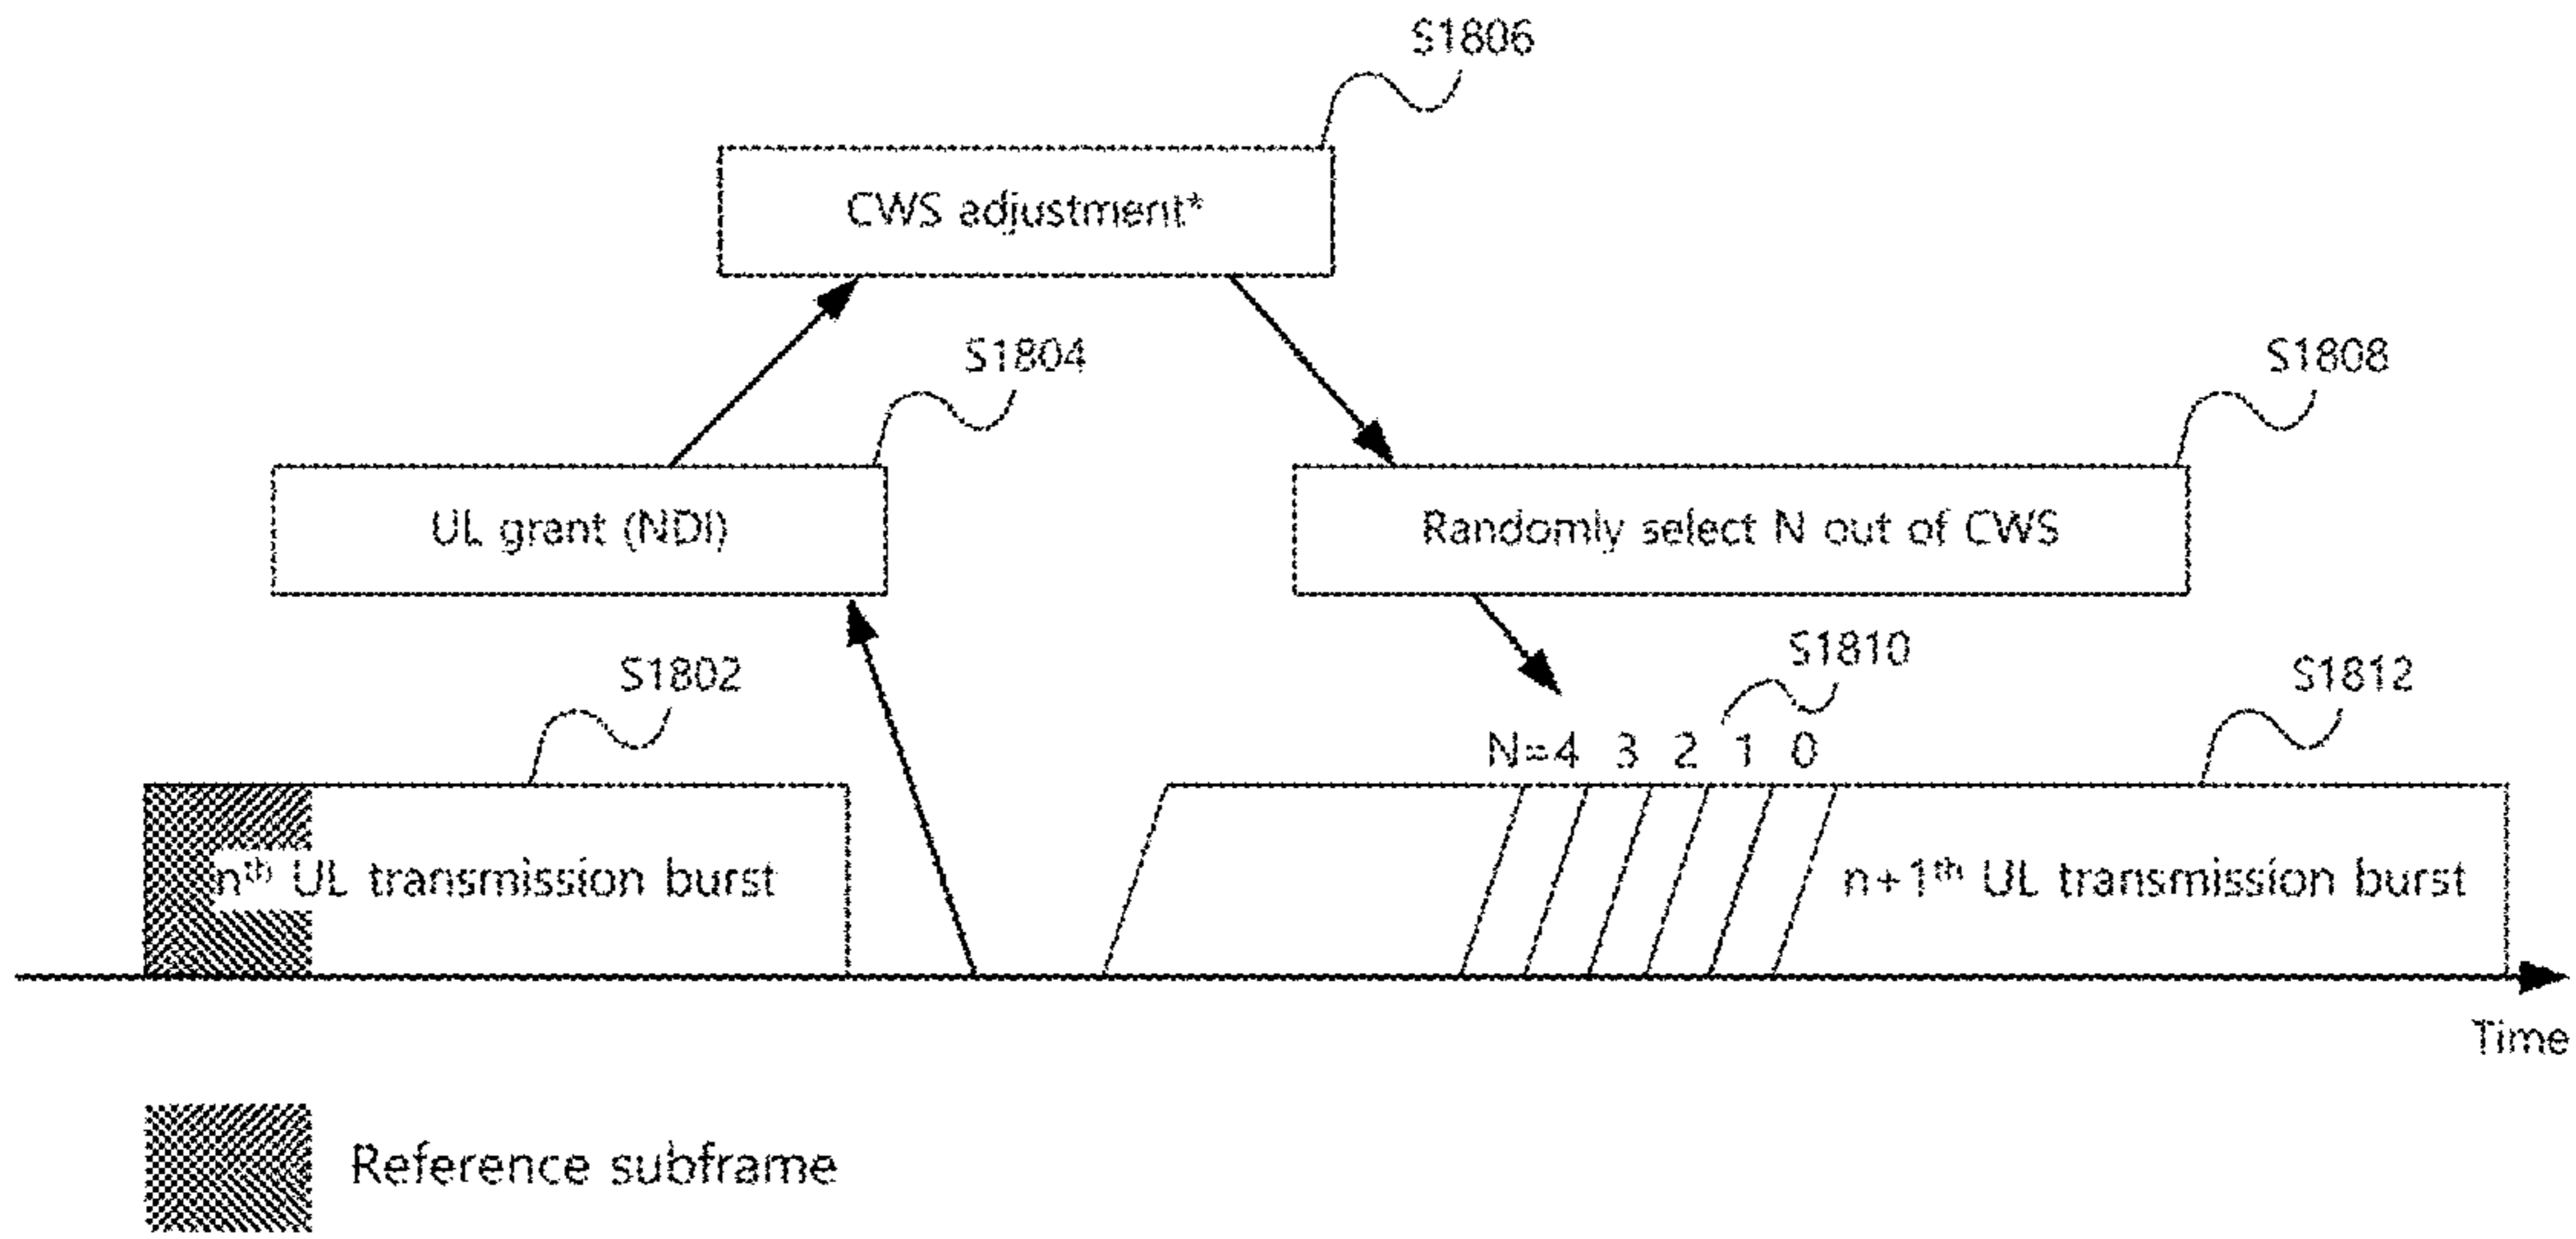 S1806
CWS adjustment*
S1804
S1808
UL grant (NDI)
Randomly select N out of CWS
S1802
S1810
S1812
N=4 3 2 1 0
nth UL transmission burst
n+1th UL transmission burst
Time
Reference subframe